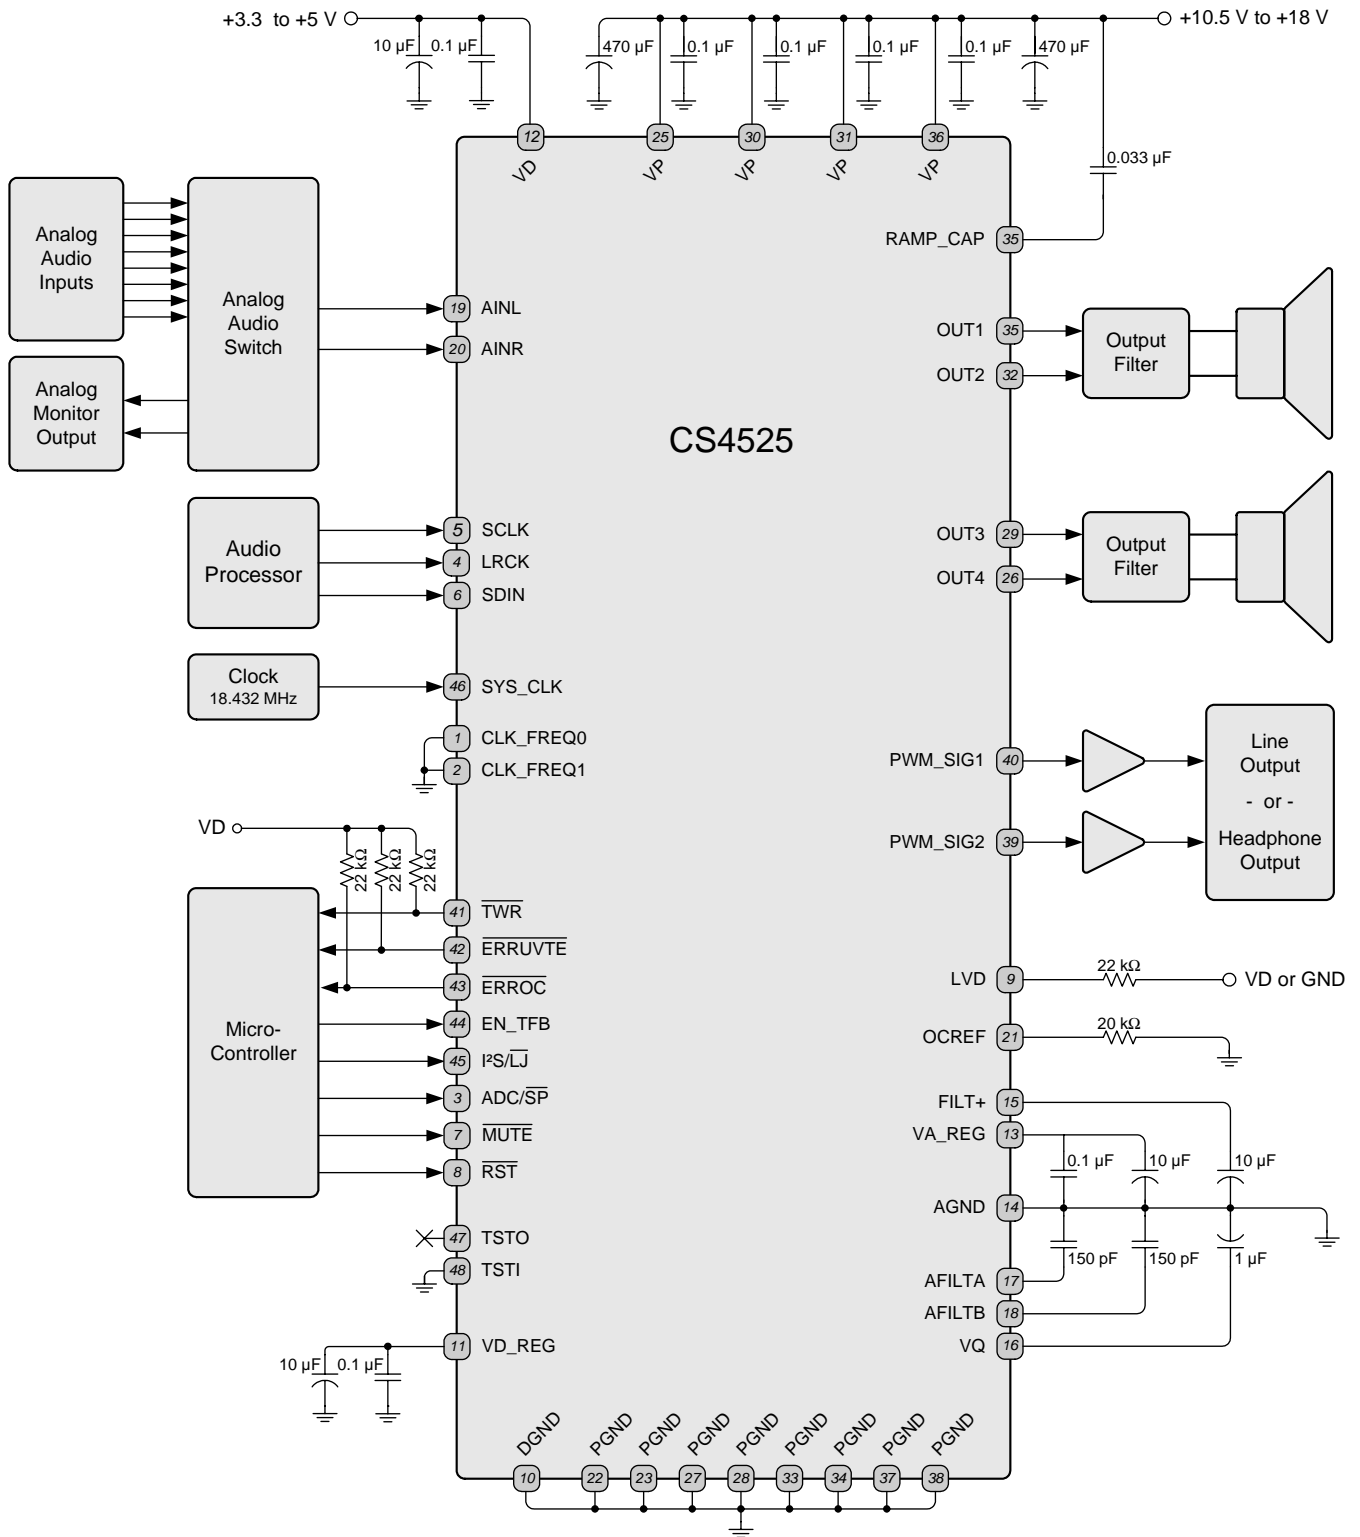 +3.3 to +5 V
10 µF
0.1 µF
470 µF
0.1 µF
0.1 µF
0.1 µF
0.1 µF
470 µF
+10.5 V to +18 V
12
25
30
31
36
VD
VP
VP
VP
VP
0.033 µF
RAMP_CAP
35
Analog
Audio
Inputs
Analog
Audio
Switch
Analog
Monitor
Output
19
AINL
20
AINR
CS4525
OUT1
35
OUT2
32
Output
Filter
Audio
Processor
5
SCLK
4
LRCK
6
SDIN
OUT3
29
OUT4
26
Output
Filter
Clock
18.432 MHz
46
SYS_CLK
1
CLK_FREQ0
2
CLK_FREQ1
PWM_SIG1
40
PWM_SIG2
39
Line
Output
- or -
Headphone
Output
VD
22 kΩ
22 kΩ
22 kΩ
Micro-
Controller
41
TWR
42
ERRUVTE
43
ERROC
44
EN_TFB
45
I²S/LJ
3
ADC/SP
7
MUTE
8
RST
LVD
9
22 kΩ
VD or GND
OCREF
21
20 kΩ
FILT+
15
VA_REG
13
0.1 µF
10 µF
10 µF
AGND
14
150 pF
150 pF
1 µF
AFILTA
17
AFILTB
18
VQ
16
47
TSTO
48
TSTI
11
VD_REG
10 µF
0.1 µF
DGND
PGND
PGND
PGND
PGND
PGND
PGND
PGND
PGND
10
22
23
27
28
33
34
37
38